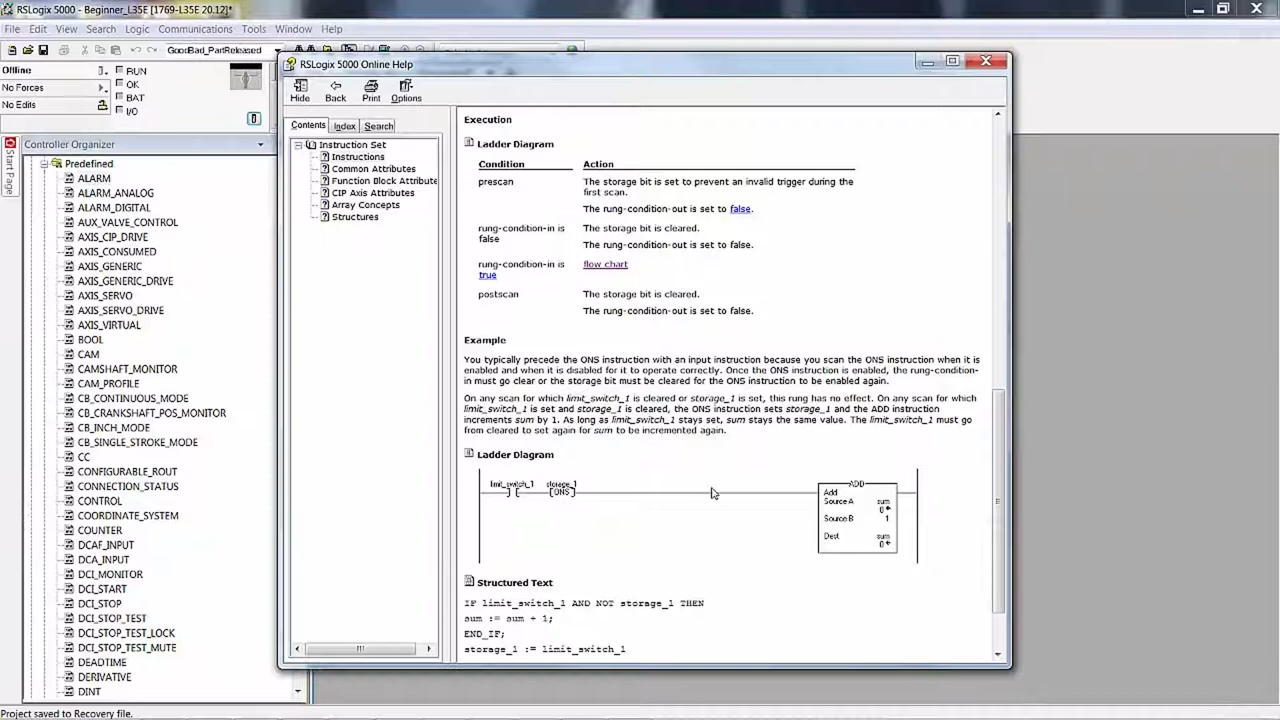 RSLogix 5000 - Beginner_L35E [1769-L35E 20.12]*
File Edit View Search Logic Communications Tools Window Help
GoodBad_PartReleased
Offline
RUN
No Forces
OK
BAT
No Edits
I/O
Start Page
Controller Organizer
Predefined
ALARM
ALARM_ANALOG
ALARM_DIGITAL
AUX_VALVE_CONTROL
AXIS_CIP_DRIVE
AXIS_CONSUMED
AXIS_GENERIC
AXIS_GENERIC_DRIVE
AXIS_SERVO
AXIS_SERVO_DRIVE
AXIS_VIRTUAL
BOOL
CAM
CAMSHAFT_MONITOR
CAM_PROFILE
CB_CONTINUOUS_MODE
CB_CRANKSHAFT_POS_MONITOR
CB_INCH_MODE
CB_SINGLE_STROKE_MODE
CC
CONFIGURABLE_ROUT
CONNECTION_STATUS
CONTROL
COORDINATE_SYSTEM
COUNTER
DCAF_INPUT
DCA_INPUT
DCI_MONITOR
DCI_START
DCI_STOP
DCI_STOP_TEST
DCI_STOP_TEST_LOCK
DCI_STOP_TEST_MUTE
DEADTIME
DERIVATIVE
DINT
Project saved to Recovery file.
RSLogix 5000 Online Help
Hide Back Print Options
Contents Index Search
Instruction Set
Instructions
Common Attributes
Function Block Attribute
CIP Axis Attributes
Array Concepts
Structures
Execution
Ladder Diagram
Condition Action
prescan The storage bit is set to prevent an invalid trigger during the
first scan.
The rung-condition-out is set to false.
rung-condition-in is The storage bit is cleared.
false
The rung-condition-out is set to false.
rung-condition-in is flow chart
true
postscan The storage bit is cleared.
The rung-condition-out is set to false.
Example
You typically precede the ONS instruction with an input instruction because you scan the ONS instruction when it is
enabled and when it is disabled for it to operate correctly. Once the ONS instruction is enabled, the rung-condition-
in must go clear or the storage bit must be cleared for the ONS instruction to be enabled again.
On any scan for which limit_switch_1 is cleared or storage_1 is set, this rung has no effect. On any scan for which
limit_switch_1 is set and storage_1 is cleared, the ONS instruction sets storage_1 and the ADD instruction
increments sum by 1. As long as limit_switch_1 stays set, sum stays the same value. The limit_switch_1 must go
from cleared to set again for sum to be incremented again.
Ladder Diagram
limit_switch_1 storage_1
ONS
ADD
Add
Source A sum
0
Source B 1
Dest sum
0
Structured Text
IF limit_switch_1 AND NOT storage_1 THEN
sum := sum + 1;
END_IF;
storage_1 := limit_switch_1